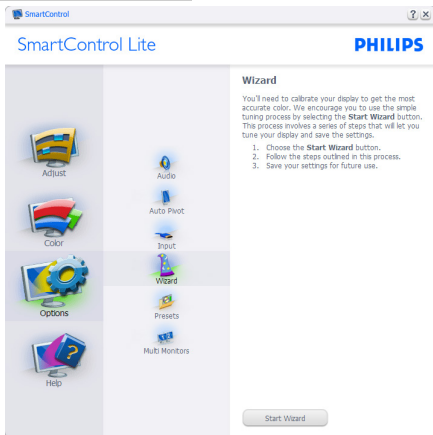 SmartControl
SmartControl Lite
PHILIPS
Adjust
Color
Options
Help
Audio
Auto Pivot
Input
Wizard
Presets
Multi Monitors
Wizard
You'll need to calibrate your display to get the most
accurate color. We encourage you to use the simple
tuning process by selecting the Start Wizard button.
This process involves a series of steps that will let you
tune your display and save the settings.
1. Choose the Start Wizard button.
2. Follow the steps outlined in this process.
3. Save your settings for future use.
Start Wizard